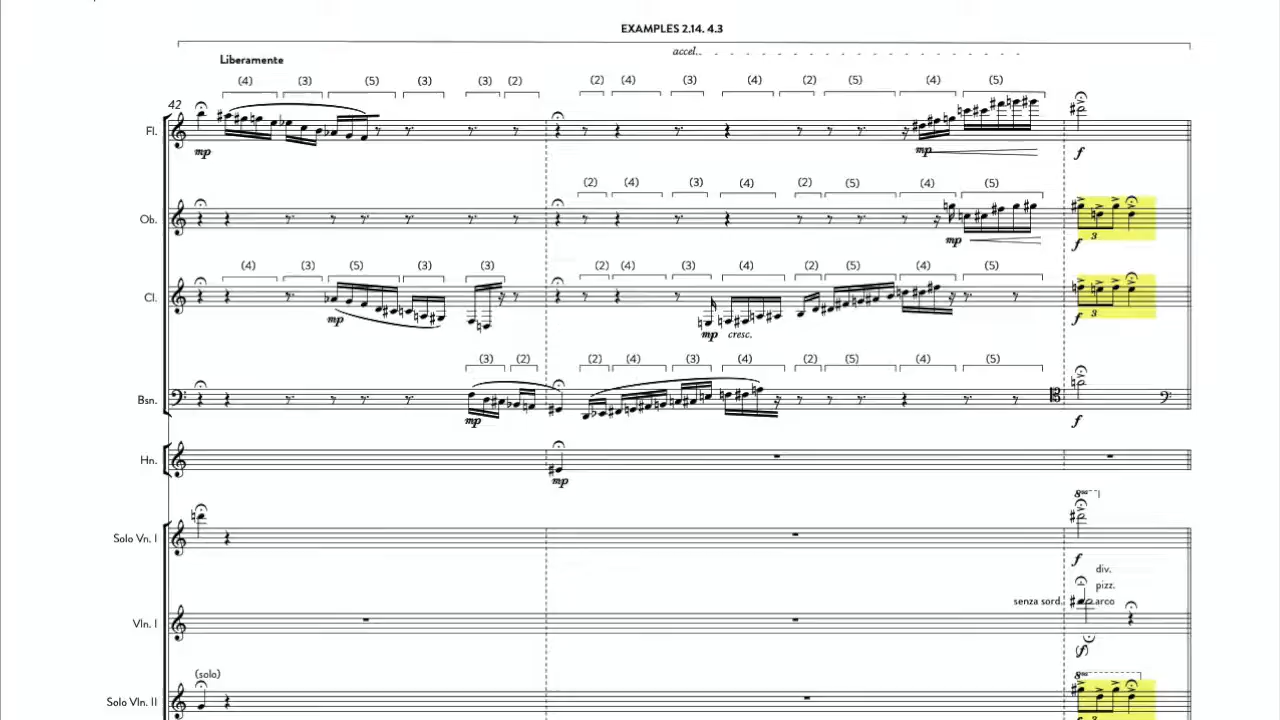 EXAMPLES 2.14. 4.3
accel.
Liberamente
(4) (3) (5) (3) (3) (2) (2) (4) (3) (4) (2) (5) (4) (5)
42
Fl.
mp mp f
(2) (4) (3) (4) (2) (5) (4) (5)
Ob.
mp f 3
(4) (3) (5) (3) (3) (2) (4) (3) (4) (2) (5) (4) (5)
Cl.
mp mp cresc. f 3
(3) (2) (2) (4) (3) (4) (2) (5) (4) (5)
Bsn.
mp f
Hn.
mp
8va
Solo Vn. I
f
div.
pizz.
senza sord. arco
Vln. I
(f)
(solo) 8va
Solo Vln. II
f 3